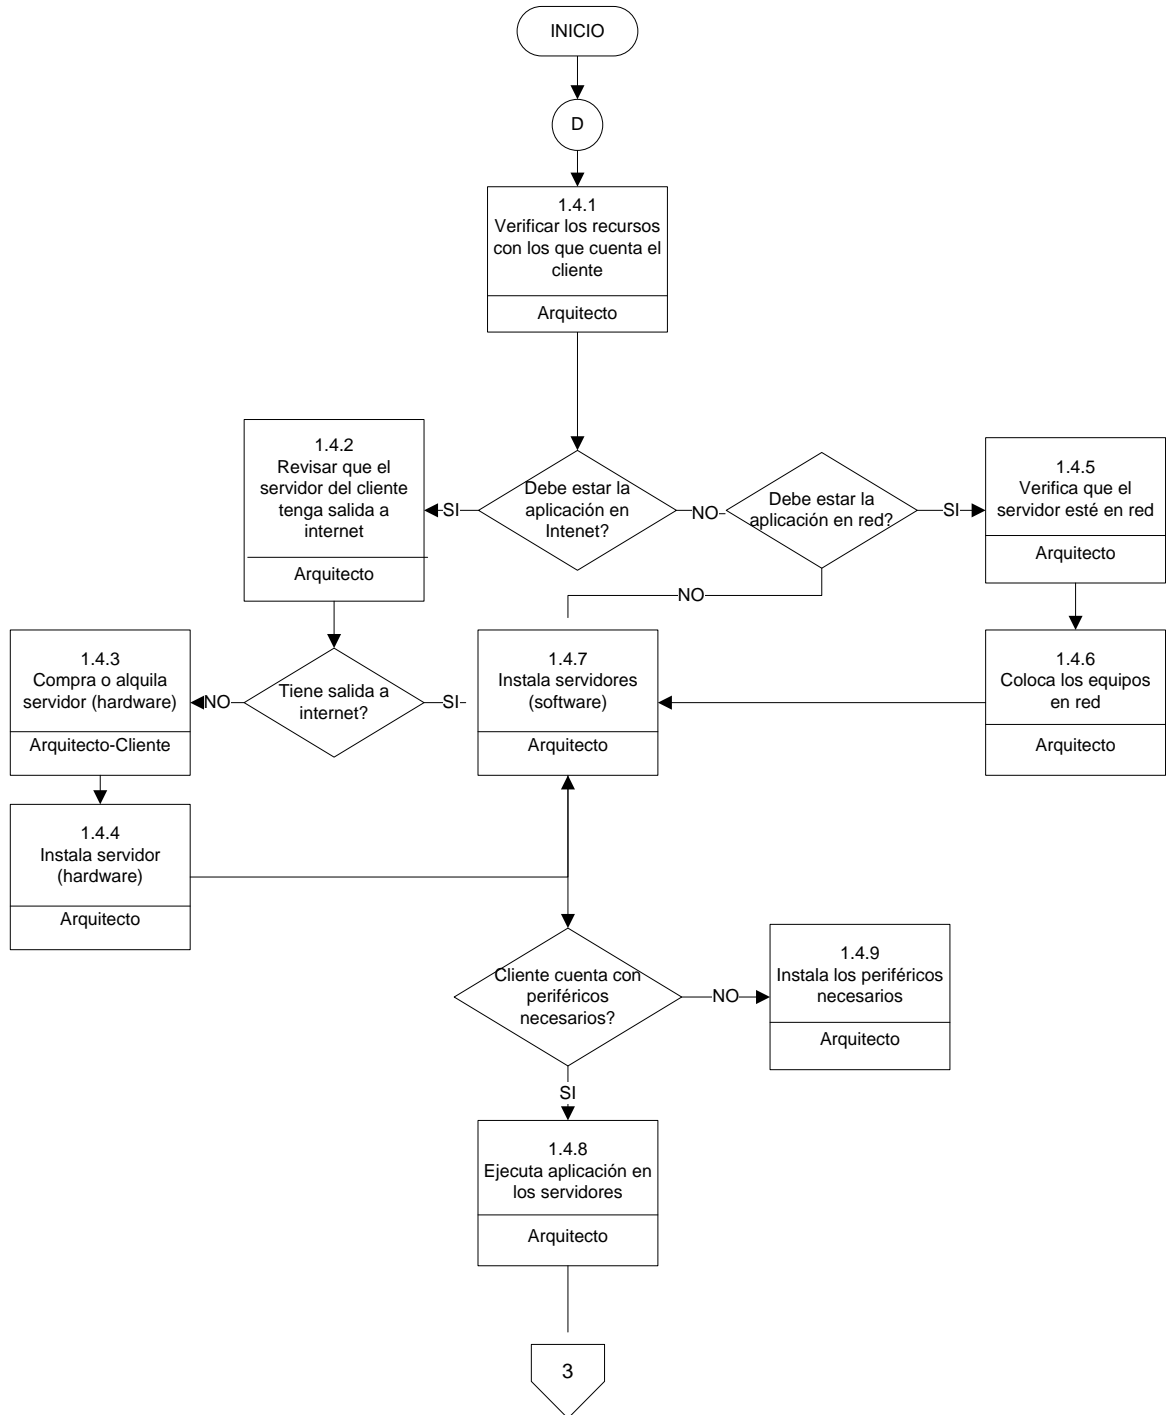 INICIO
D
1.4.1
Verificar los recursos
con los que cuenta el
cliente
Arquitecto
1.4.2
Revisar que el
servidor del cliente
tenga salida a
internet
Arquitecto
SI
Debe estar la
aplicación en
Intenet?
NO
Debe estar la
aplicación en red?
SI
1.4.5
Verifica que el
servidor esté en red
Arquitecto
NO
1.4.3
Compra o alquila
servidor (hardware)
Arquitecto-Cliente
NO
Tiene salida a
internet?
SI
1.4.7
Instala servidores
(software)
Arquitecto
1.4.6
Coloca los equipos
en red
Arquitecto
1.4.4
Instala servidor
(hardware)
Arquitecto
Cliente cuenta con
periféricos
necesarios?
NO
1.4.9
Instala los periféricos
necesarios
Arquitecto
SI
1.4.8
Ejecuta aplicación en
los servidores
Arquitecto
3